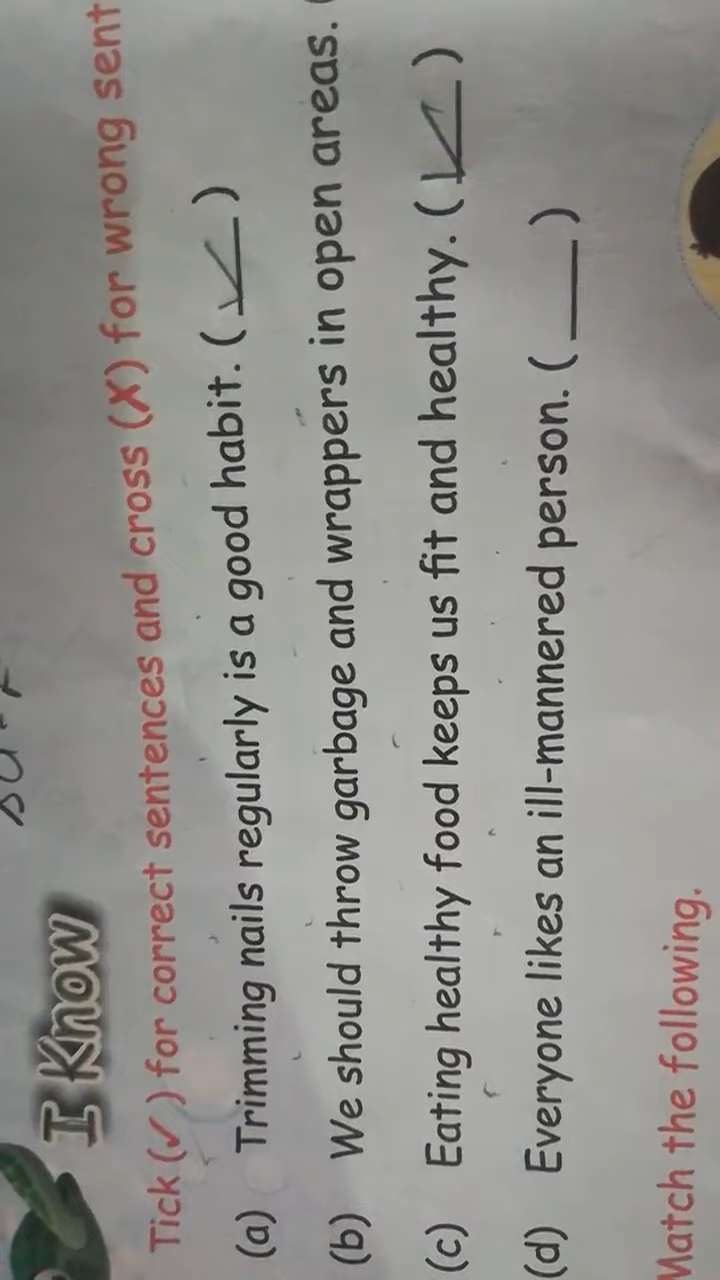 I Know
Tick (✓) for correct sentences and cross (X) for wrong sent
(a) Trimming nails regularly is a good habit. (✓)
(b) We should throw garbage and wrappers in open areas. (
(c) Eating healthy food keeps us fit and healthy. (✓)
(d) Everyone likes an ill-mannered person. (___)
Match the following.